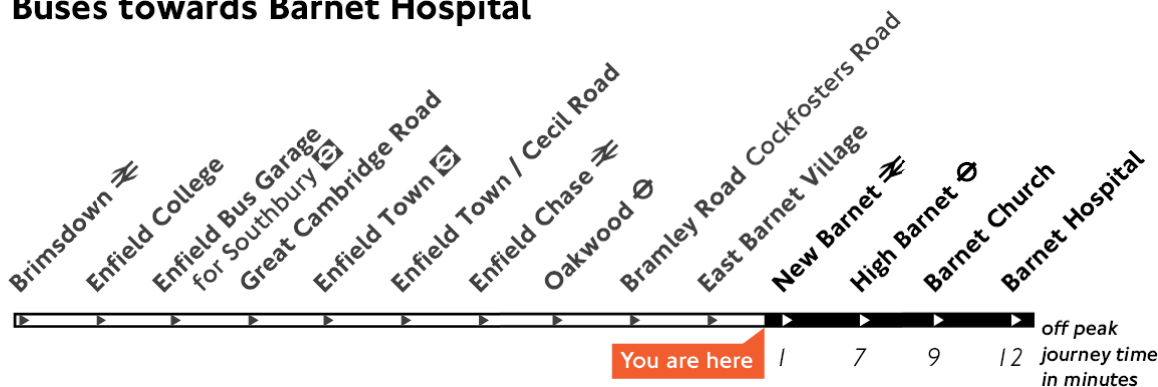 Buses towards Barnet Hospital
Brimsdown
Enfield College
Enfield Bus Garage
for Southbury
Great Cambridge Road
Enfield Town
Enfield Town / Cecil Road
Enfield Chase
Oakwood
Bramley Road Cockfosters Road
East Barnet Village
New Barnet
High Barnet
Barnet Church
Barnet Hospital
You are here
1
7
9
12
off peak
journey time
in minutes